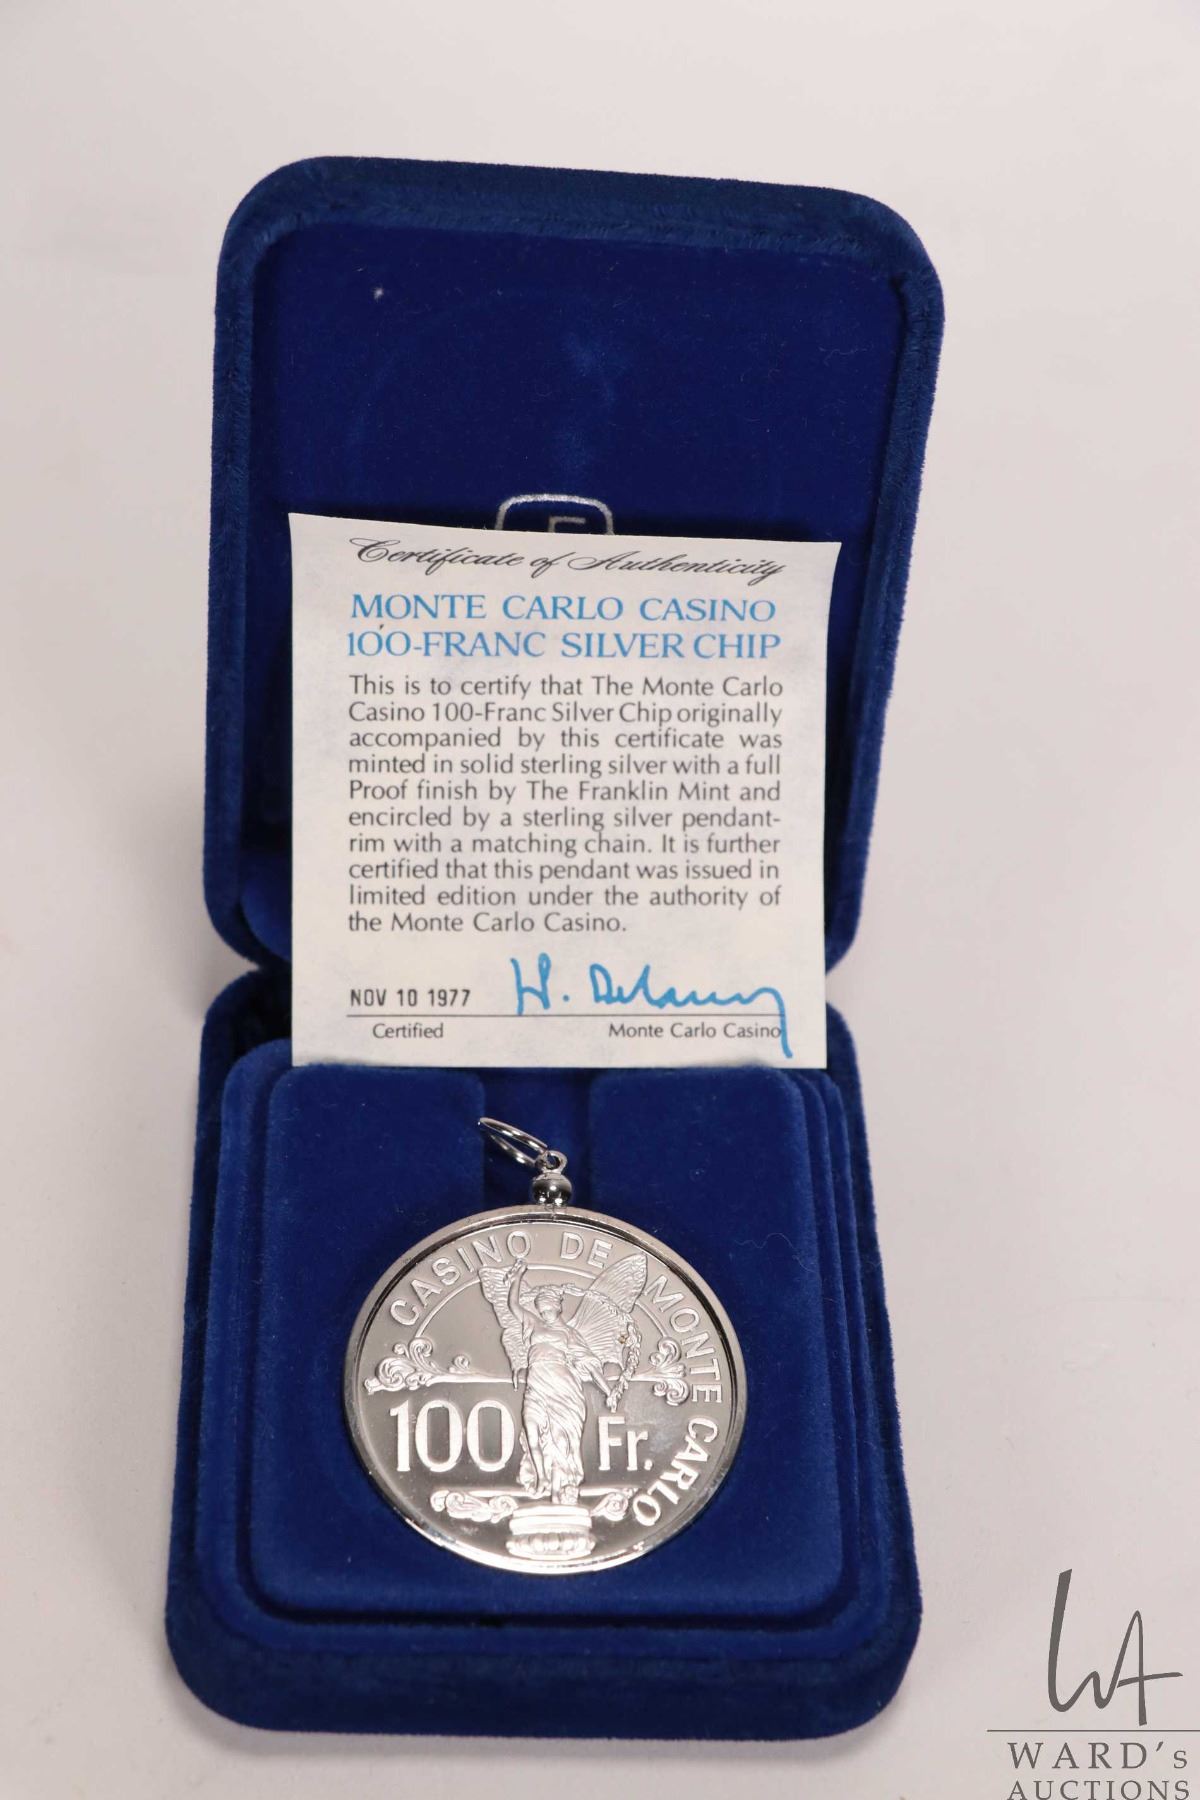 F
Certificate of Authenticity
MONTE CARLO CASINO
100-FRANC SILVER CHIP
This is to certify that The Monte Carlo
Casino 100-Franc Silver Chip originally
accompanied by this certificate was
minted in solid sterling silver with a full
Proof finish by The Franklin Mint and
encircled by a sterling silver pendant-
rim with a matching chain. It is further
certified that this pendant was issued in
limited edition under the authority of
the Monte Carlo Casino.
NOV 10 1977
Certified Monte Carlo Casino
CASINO DE MONTE CARLO
100 Fr.
WA
WARD's
AUCTIONS